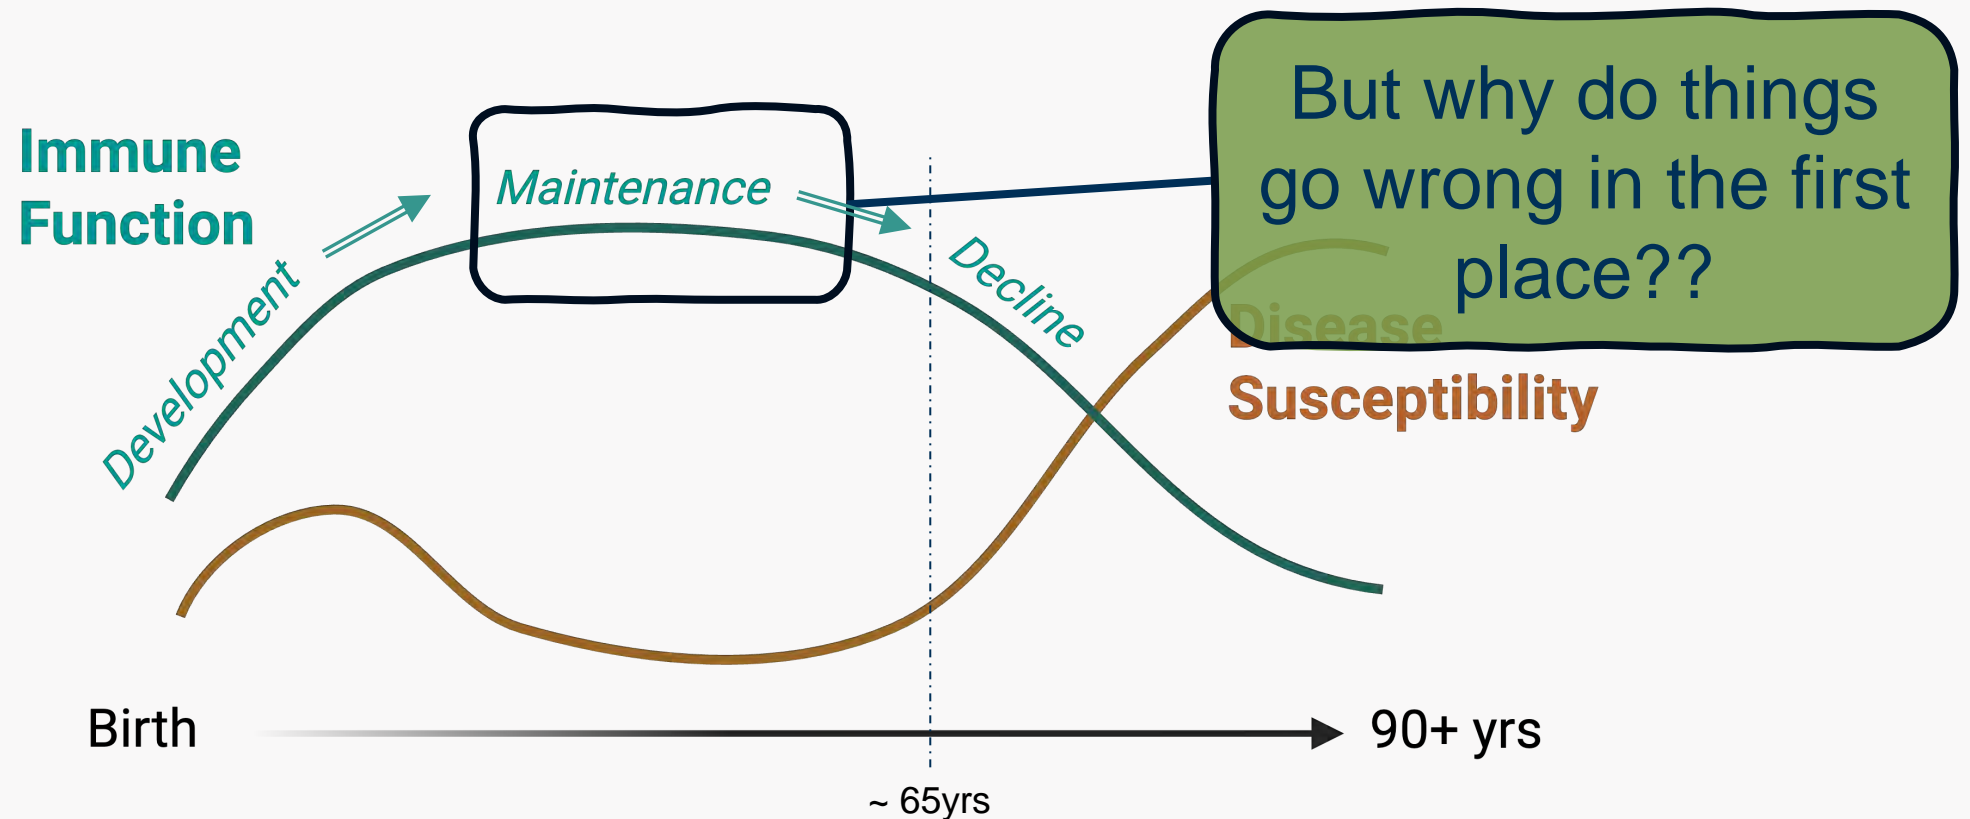 Immune
Function
Development
Maintenance
Decline
But why do things
go wrong in the first
place??
Disease
Susceptibility
Birth
90+ yrs
~ 65yrs